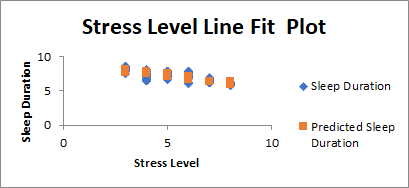 Stress Level Line Fit  Plot
Sleep Duration
10
5
0
0
5
10
Stress Level
Sleep Duration
Predicted Sleep
Duration